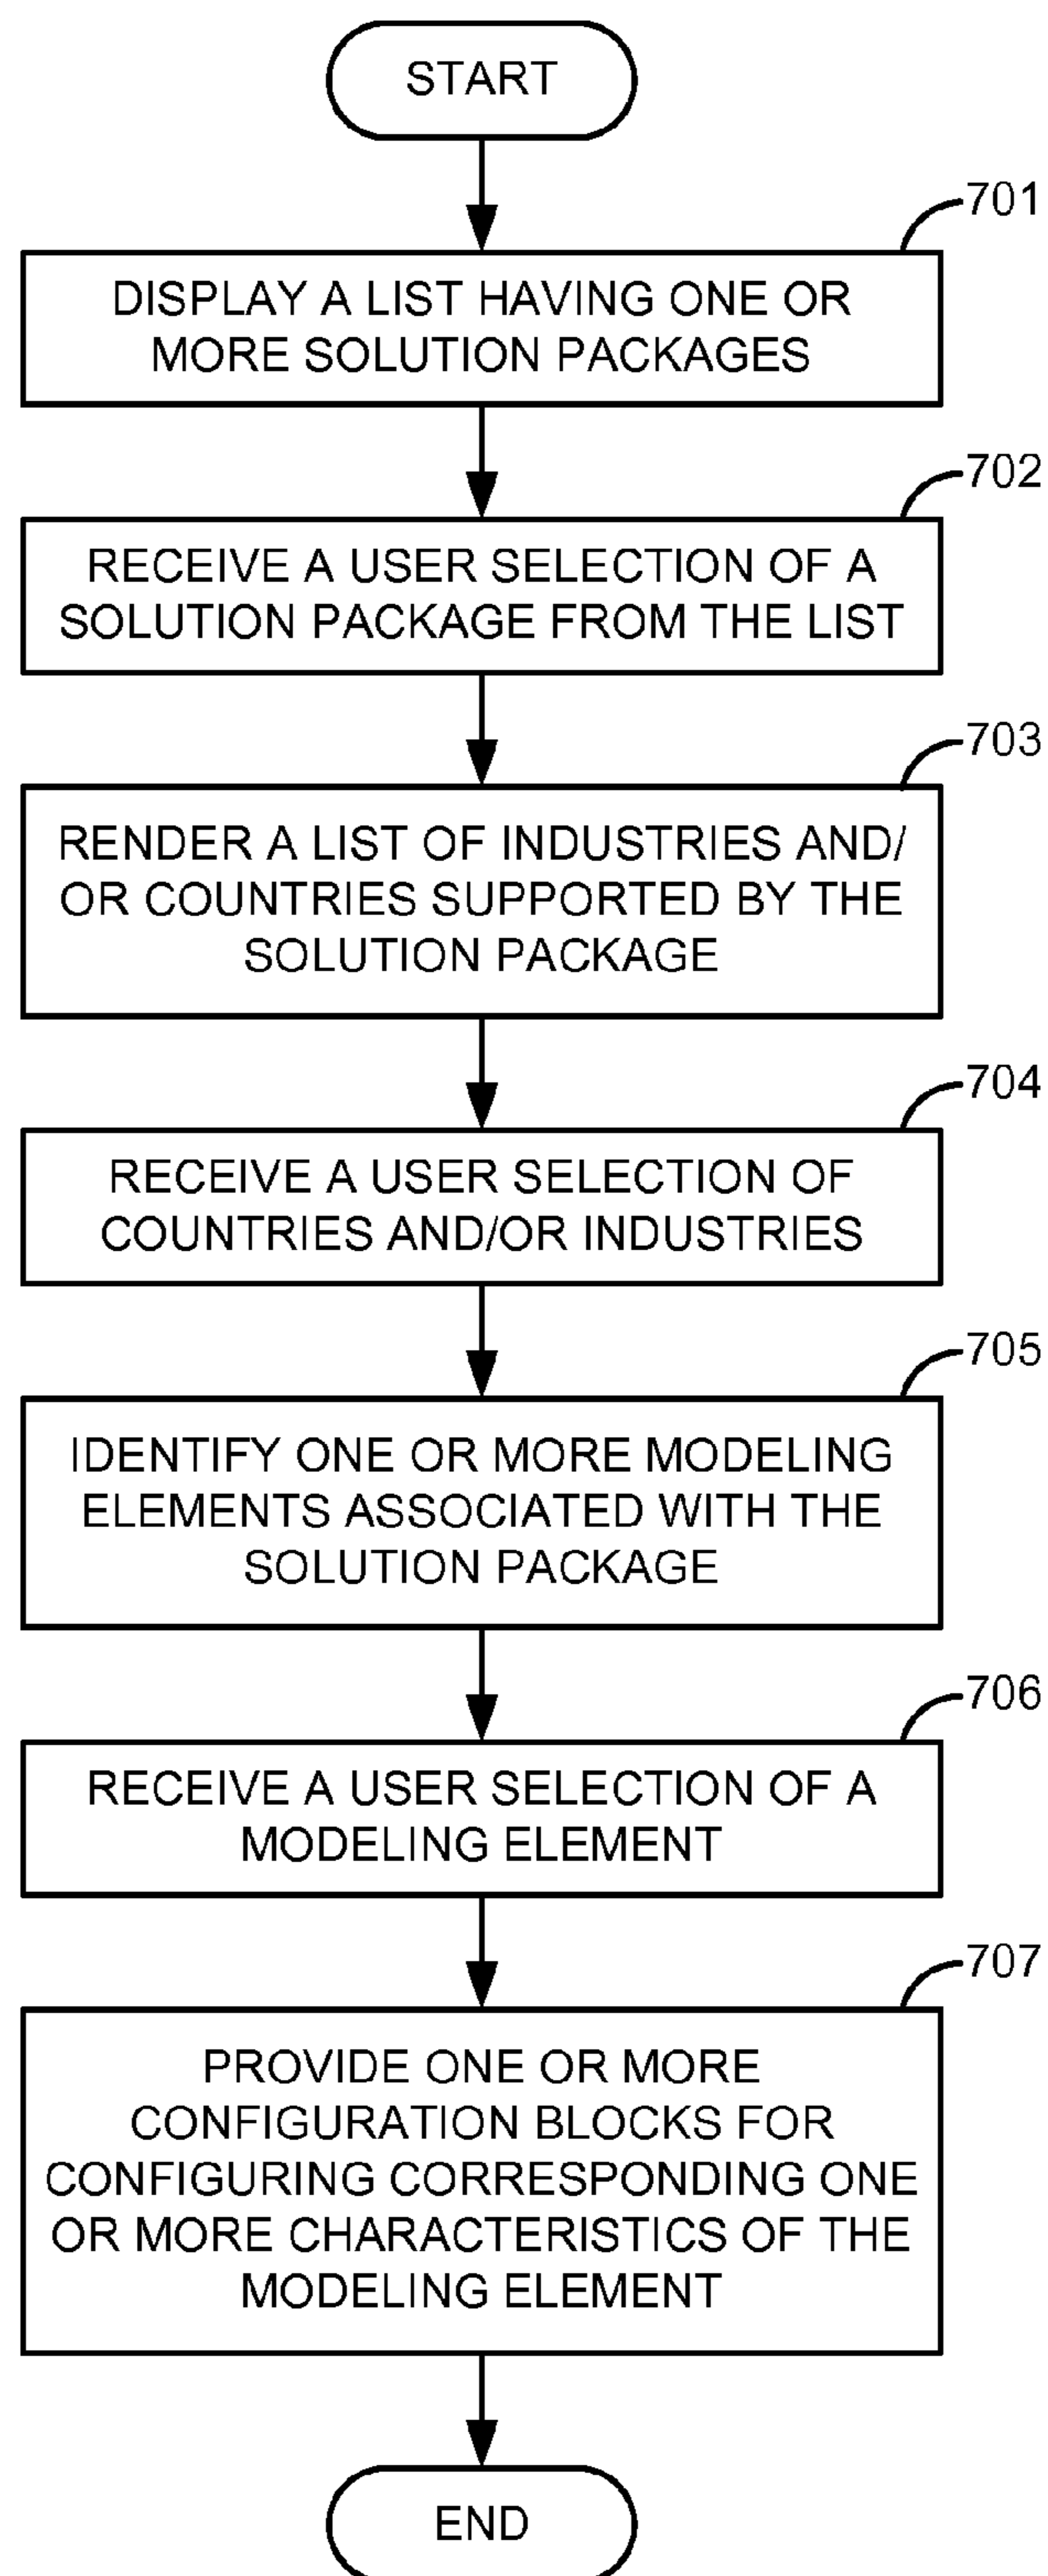 START
701
DISPLAY A LIST HAVING ONE OR
MORE SOLUTION PACKAGES
702
RECEIVE A USER SELECTION OF A
SOLUTION PACKAGE FROM THE LIST
703
RENDER A LIST OF INDUSTRIES AND/
OR COUNTRIES SUPPORTED BY THE
SOLUTION PACKAGE
704
RECEIVE A USER SELECTION OF
COUNTRIES AND/OR INDUSTRIES
705
IDENTIFY ONE OR MORE MODELING
ELEMENTS ASSOCIATED WITH THE
SOLUTION PACKAGE
706
RECEIVE A USER SELECTION OF A
MODELING ELEMENT
707
PROVIDE ONE OR MORE
CONFIGURATION BLOCKS FOR
CONFIGURING CORRESPONDING ONE
OR MORE CHARACTERISTICS OF THE
MODELING ELEMENT
END